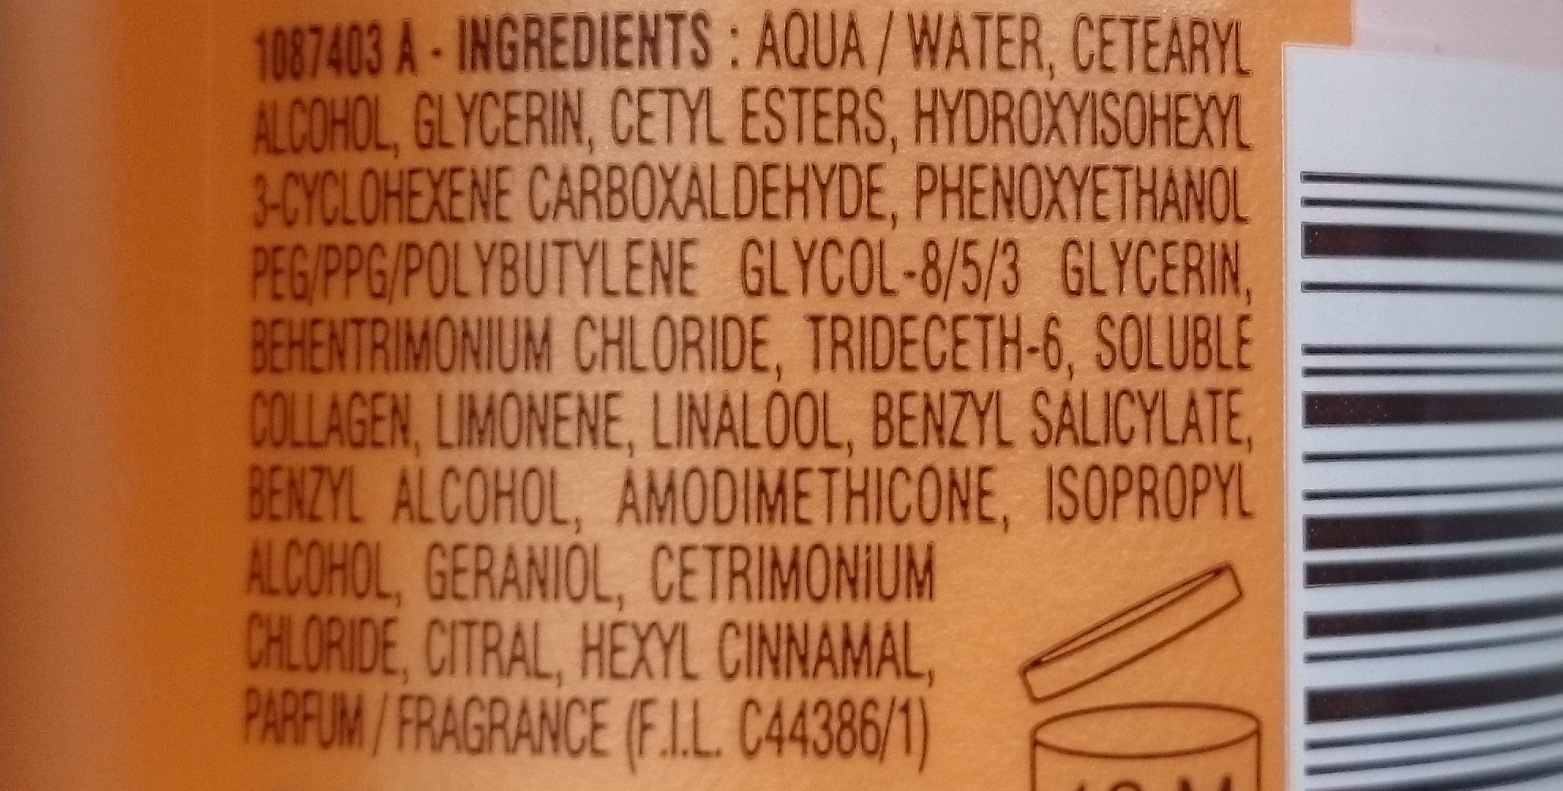 1087403 A - INGREDIENTS : AQUA / WATER, CETEARYL
ALCOHOL, GLYCERIN, CETYL ESTERS, HYDROXYISOHEXYL
3-CYCLOHEXENE CARBOXALDEHYDE, PHENOXYETHANOL
PEG/PPG/POLYBUTYLENE GLYCOL-8/5/3 GLYCERIN,
BEHENTRIMONIUM CHLORIDE, TRIDECETH-6, SOLUBLE
COLLAGEN, LIMONENE, LINALOOL, BENZYL SALICYLATE,
BENZYL ALCOHOL, AMODIMETHICONE, ISOPROPYL
ALCOHOL, GERANIOL, CETRIMONIUM
CHLORIDE, CITRAL, HEXYL CINNAMAL,
PARFUM / FRAGRANCE (F.I.L. C44386/1)